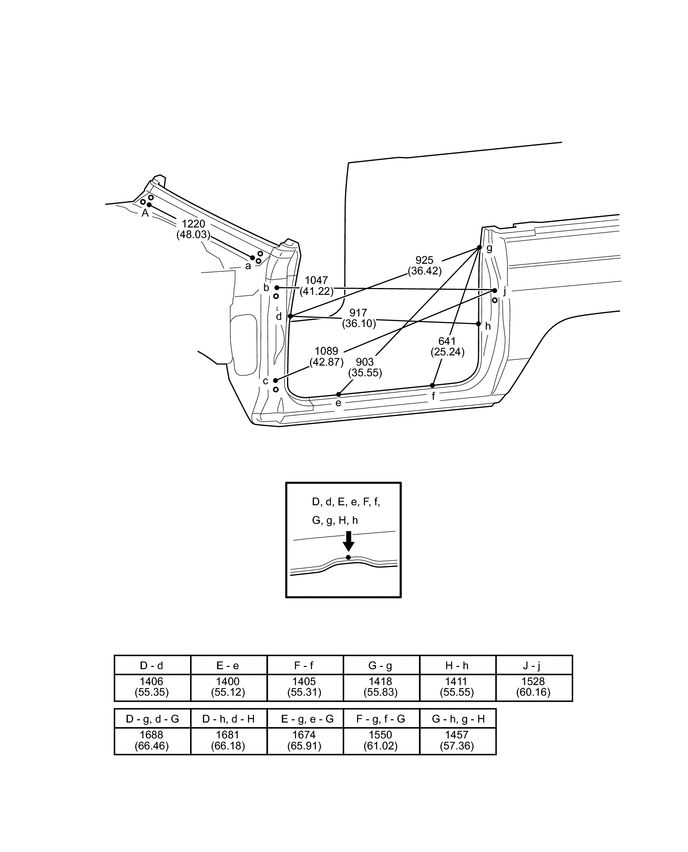 A
1220
(48.03)
a
925
(36.42)
g
1047
(41.22)
b
j
d
917
(36.10)
h
1089
(42.87)
903
(35.55)
641
(25.24)
c
e
f
D, d, E, e, F, f,
G, g, H, h
D - d E - e F - f G - g H - h J - j
1406 1400 1405 1418 1411 1528
(55.35) (55.12) (55.31) (55.83) (55.55) (60.16)
D - g, d - G D - h, d - H E - g, e - G F - g, f - G G - h, g - H
1688 1681 1674 1550 1457
(66.46) (66.18) (65.91) (61.02) (57.36)